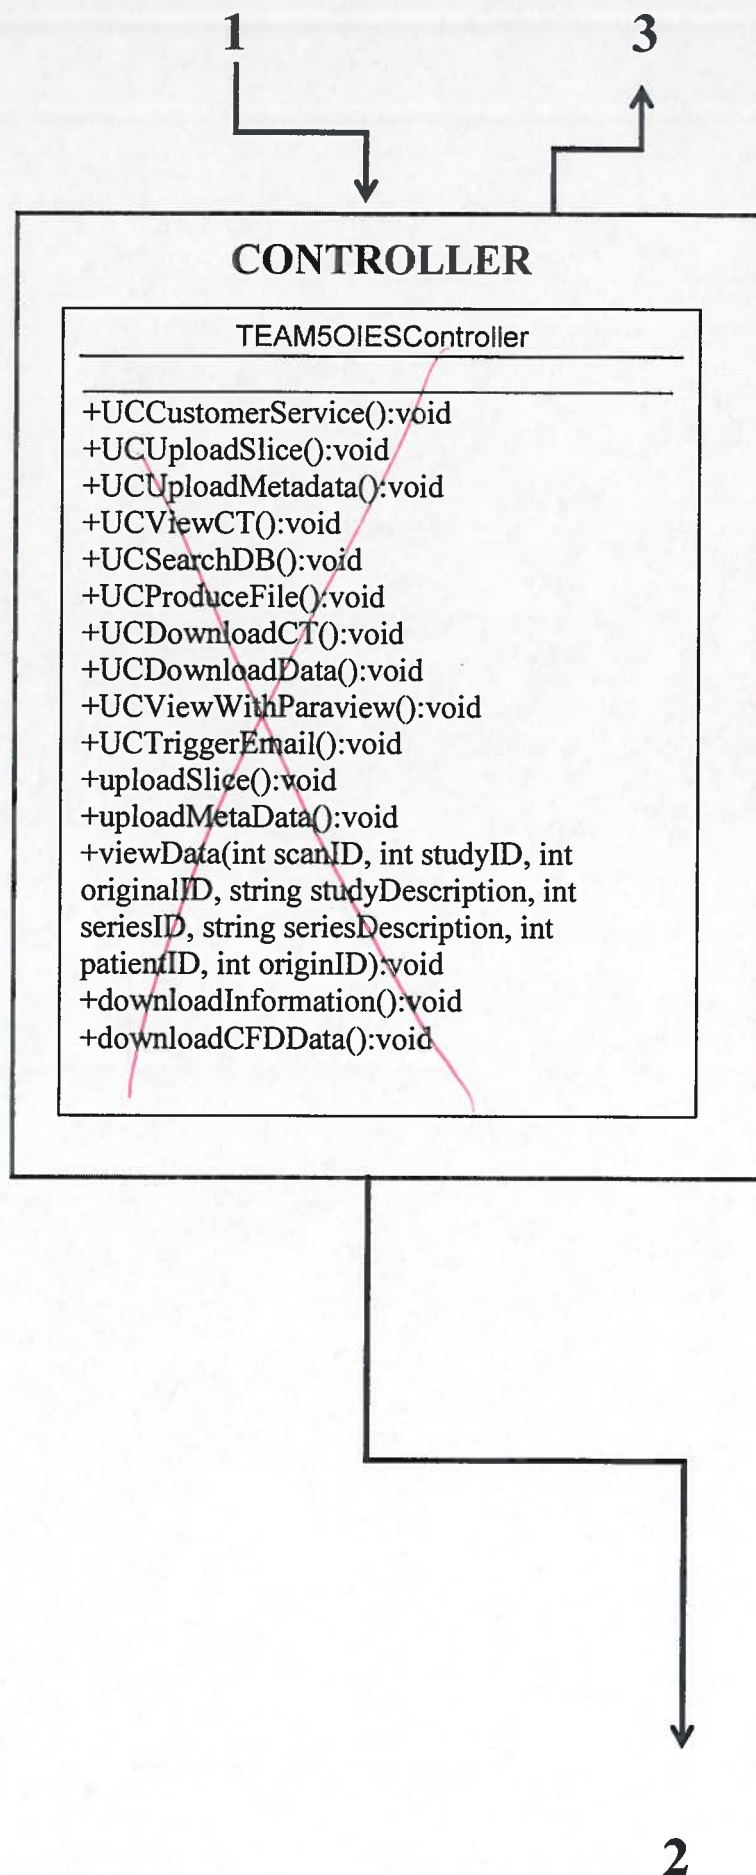 1
3
CONTROLLER
TEAM5OIESController
+UCCustomerService():void
+UCUploadSlice():void
+UCUploadMetadata():void
+UCViewCT():void
+UCSearchDB():void
+UCProduceFile():void
+UCDownloadCT():void
+UCDownloadData():void
+UCViewWithParaview():void
+UCTriggerEmail():void
+uploadSlice():void
+uploadMetaData():void
+viewData(int scanID, int studyID, int
originalID, string studyDescription, int
seriesID, string seriesDescription, int
patientID, int originID):void
+downloadInformation():void
+downloadCFDData():void
2